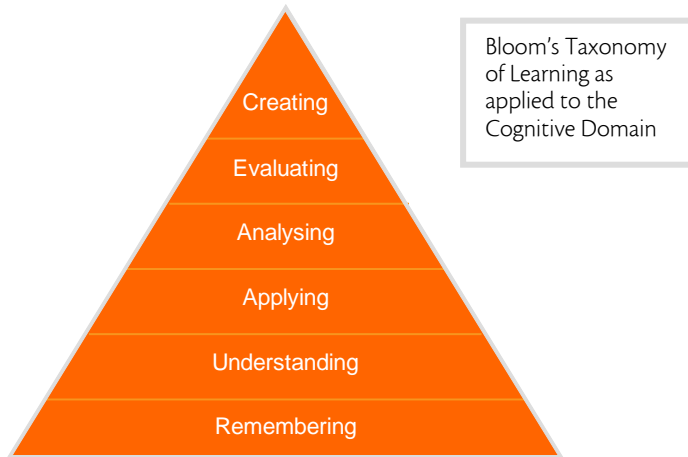 Bloom's Taxonomy
of Learning as
applied to the
Cognitive Domain
Creating
Evaluating
Analysing
Applying
Understanding
Remembering